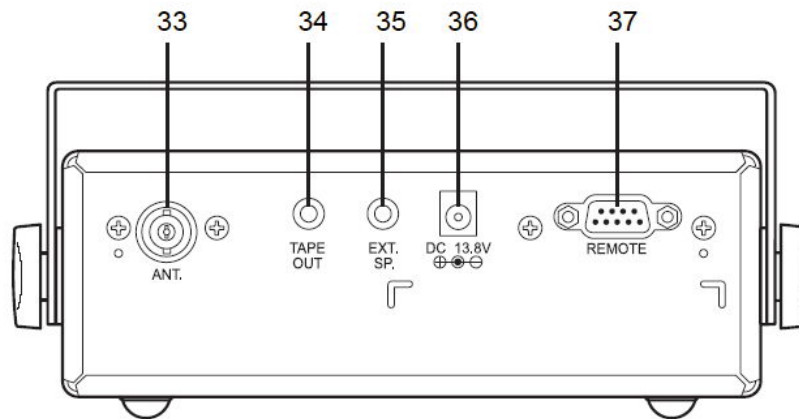 33 34 35 36 37
ANT.
TAPE
OUT
EXT.
SP.
DC 13.8V
REMOTE